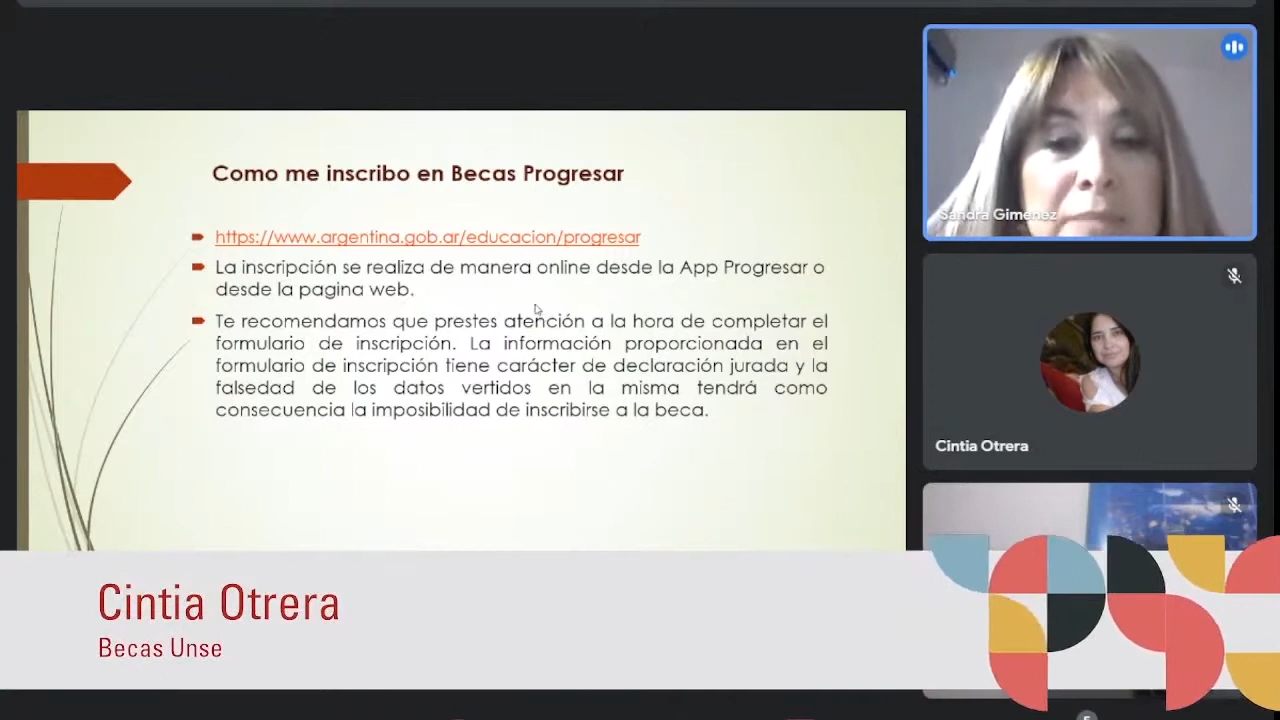 Como me inscribo en Becas Progresar
https://www.argentina.gob.ar/educacion/progresar
La inscripción se realiza de manera online desde la App Progresar o
desde la pagina web.
Te recomendamos que prestes atención a la hora de completar el
formulario de inscripción. La información proporcionada en el
formulario de inscripción tiene carácter de declaración jurada y la
falsedad de los datos vertidos en la misma tendrá como
consecuencia la imposibilidad de inscribirse a la beca.
Sandra Gimenez
Cintia Otrera
Cintia Otrera
Becas Unse